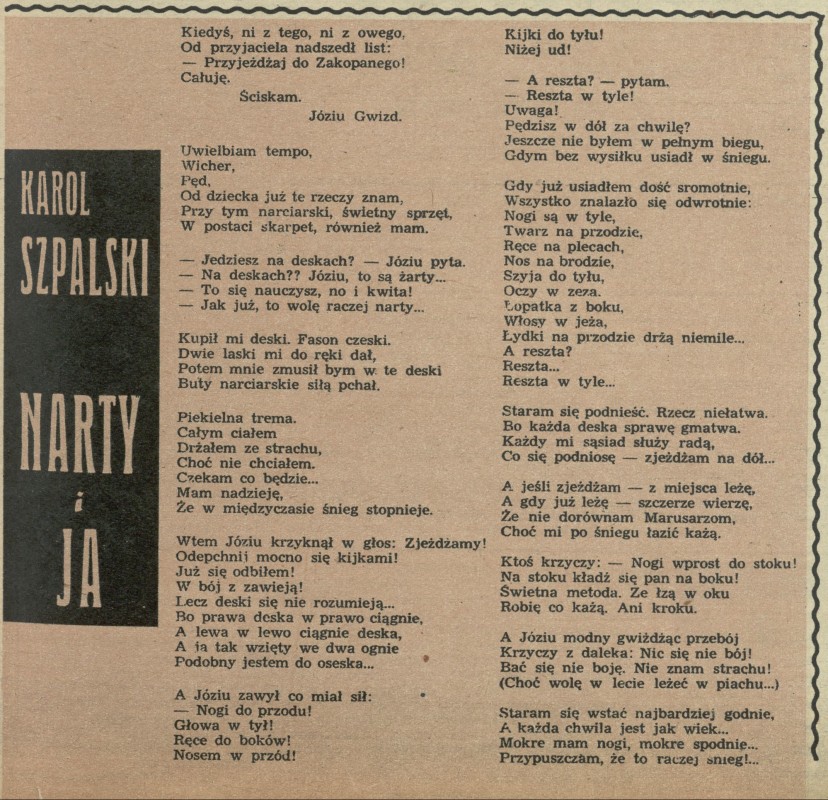 KAROL
SZPALSKI
NARTY
i
JA
Kiedyś, ni z tego, ni z owego,
Od przyjaciela nadszedł list:
— Przyjeżdżaj do Zakopanego!
Całuję.
Ściskam.
Józiu Gwizd.
Uwielbiam tempo,
Wicher,
Pęd,
Od dziecka już te rzeczy znam,
Przy tym narciarski, świetny sprzęt,
W postaci skarpet, również mam.
— Jedziesz na deskach? — Józiu pyta.
— Na deskach?? Józiu, to są żarty...
— To się nauczysz, no i kwita!
— Jak już, to wolę raczej narty...
Kupił mi deski. Fason czeski.
Dwie laski mi do ręki dał,
Potem mnie zmusił bym w te deski
Buty narciarskie siłą pchał.
Piekielna trema.
Całym ciałem
Drżałem ze strachu,
Choć nie chciałem.
Czekam co będzie...
Mam nadzieję,
Że w międzyczasie śnieg stopnieje.
Wtem Józiu krzyknął w głos: Zjeżdżamy!
Odepchnij mocno się kijkami!
Już się odbiłem!
W bój z zawieją!
Lecz deski się nie rozumieją...
Bo prawa deska w prawo ciągnie,
A lewa w lewo ciągnie deska,
A ja tak wzięty we dwa ognie
Podobny jestem do oseska...
A Józiu zawył co miał sił:
— Nogi do przodu!
Głowa w tył!
Ręce do boków!
Nosem w przód!
Kijki do tyłu!
Niżej ud!
— A reszta? — pytam.
— Reszta w tyle!
Uwaga!
Pędzisz w dół za chwilę?
Jeszcze nie byłem w pełnym biegu,
Gdym bez wysiłku usiadł w śniegu.
Gdy już usiadłem dość sromotnie,
Wszystko znalazło się odwrotnie:
Nogi są w tyle,
Twarz na przodzie,
Ręce na plecach,
Nos na brodzie,
Szyja do tyłu,
Oczy w zeza.
Łopatka z boku,
Włosy w jeża,
Łydki na przodzie drżą niemile...
A reszta?
Reszta...
Reszta w tyle...
Staram się podnieść. Rzecz niełatwa.
Bo każda deska sprawę gmatwa.
Każdy mi sąsiad służy radą,
Co się podniosę — zjeżdżam na dół...
A jeśli zjeżdżam — z miejsca leżę,
A gdy już leżę — szczerze wierzę,
Że nie dorównam Marusarzom,
Choć mi po śniegu łazić każą.
Ktoś krzyczy: — Nogi wprost do stoku!
Na stoku kładź się pan na boku!
Świetna metoda. Ze łzą w oku
Robię co każą. Ani kroku.
A Józiu modny gwiżdżąc przebój
Krzyczy z daleka: Nic się nie bój!
Bać się nie boję. Nie znam strachu!
(Choć wolę w lecie leżeć w piachu...)
Staram się wstać najbardziej godnie,
A każda chwila jest jak wiek...
Mokre mam nogi, mokre spodnie...
Przypuszczam, że to raczej śnieg!...